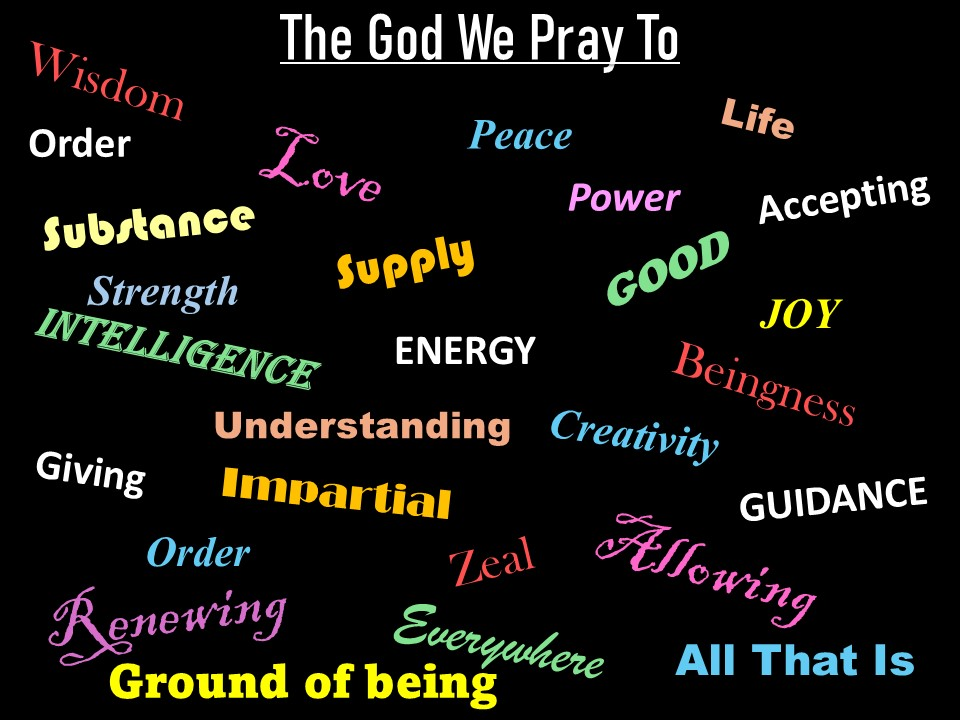 The God We Pray To
Wisdom
Life
Order
Love
Peace
Power
Accepting
Substance
Supply
GOOD
Strength
JOY
INTELLIGENCE
ENERGY
Beingness
Understanding
Creativity
Giving
Impartial
GUIDANCE
Order
Zeal
Allowing
Renewing
Everywhere
All That Is
Ground of being